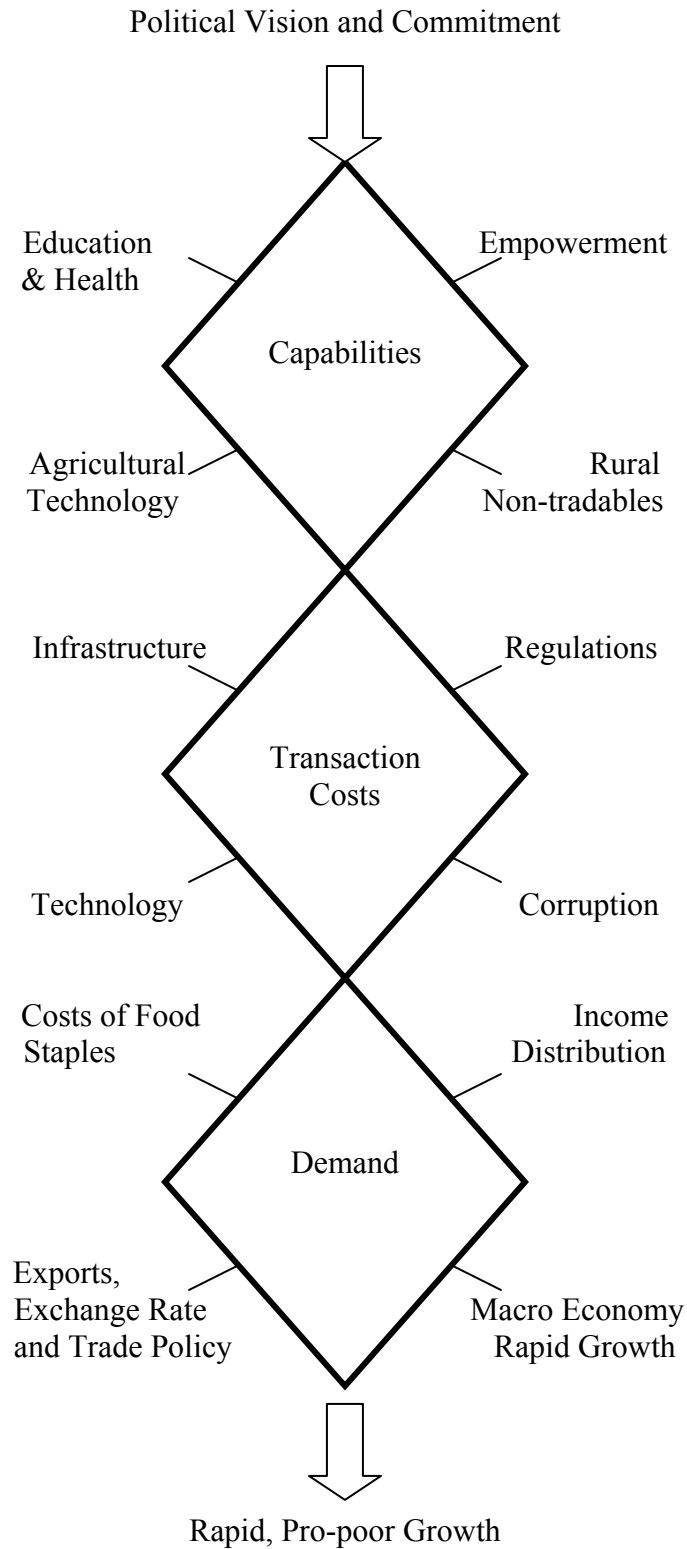 Political Vision and Commitment
Education
& Health
Empowerment
Capabilities
Agricultural
Technology
Rural
Non-tradables
Infrastructure
Regulations
Transaction
Costs
Technology
Corruption
Costs of Food
Staples
Income
Distribution
Demand
Exports,
Exchange Rate
and Trade Policy
Macro Economy
Rapid Growth
Rapid, Pro-poor Growth